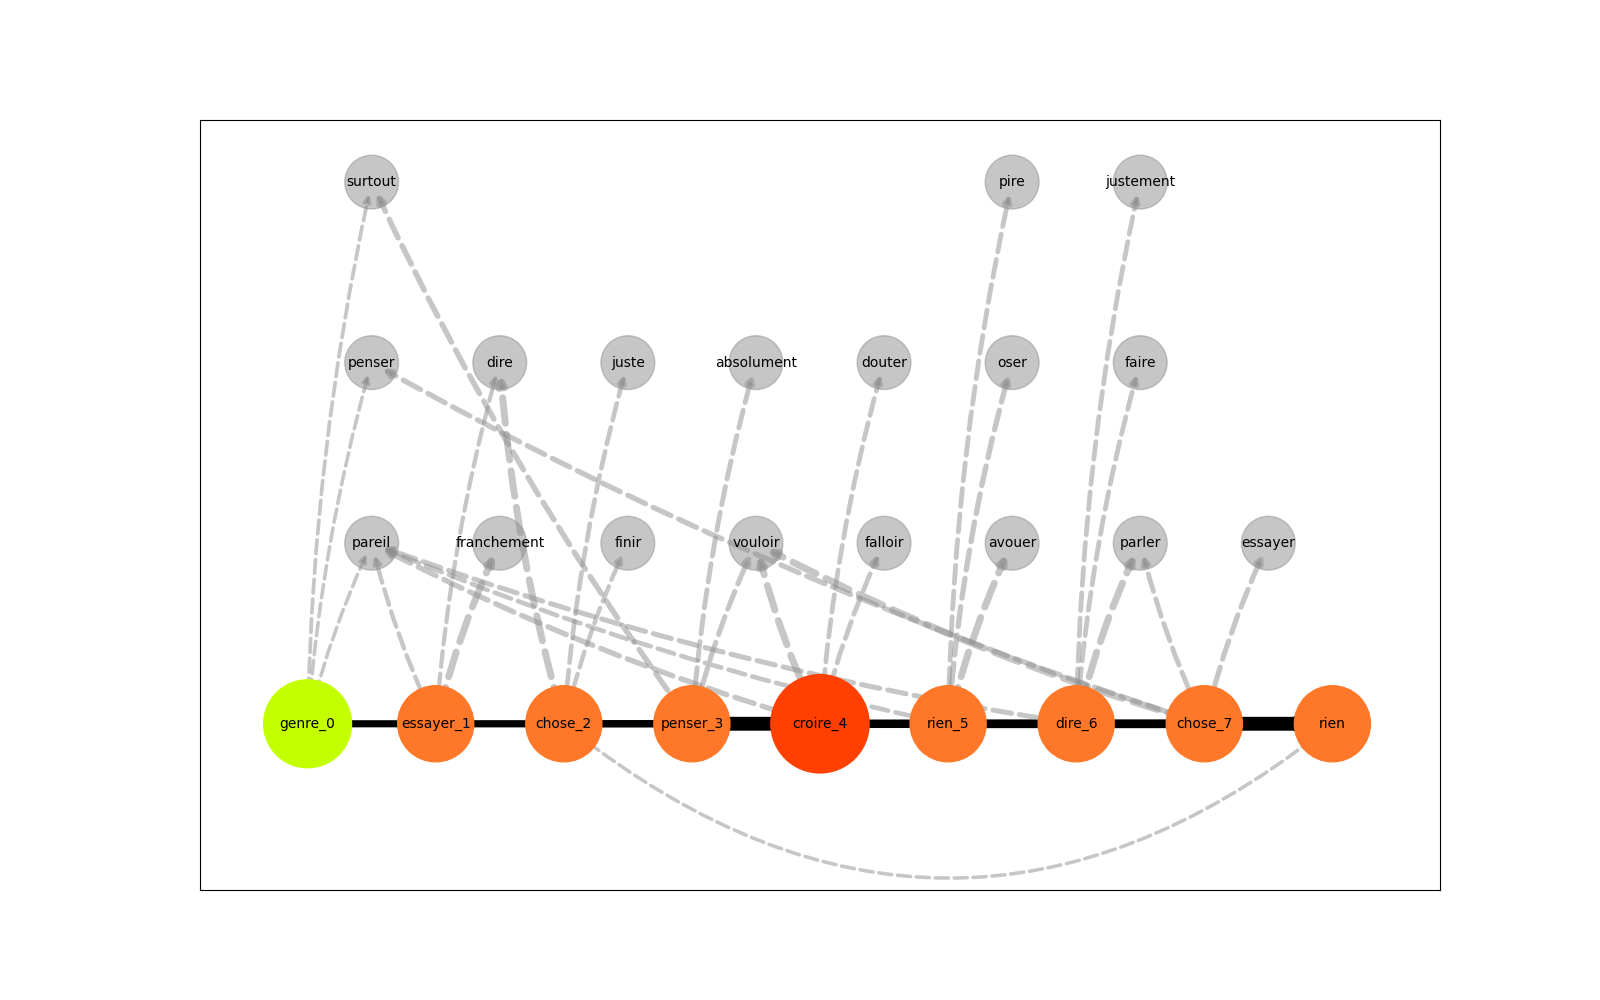 surtout pire justement
penser dire juste absolument douter oser faire
pareil franchement finir vouloir falloir avouer parler essayer
genre_0 essayer_1 chose_2 penser_3 croire_4 rien_5 dire_6 chose_7 rien